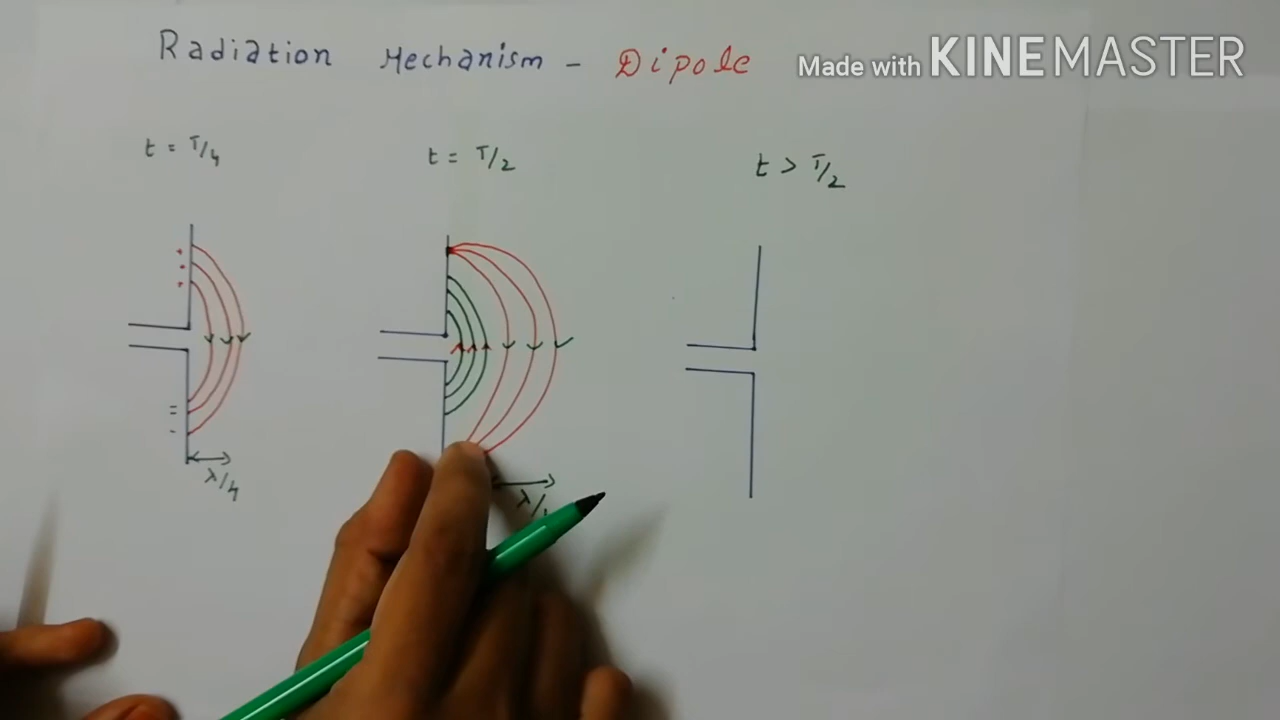 Radiation Mechanism - Dipole
Made with KINEMASTER
t = T/4
t = T/2
t > T/2
+
+
+
=
-
λ/4